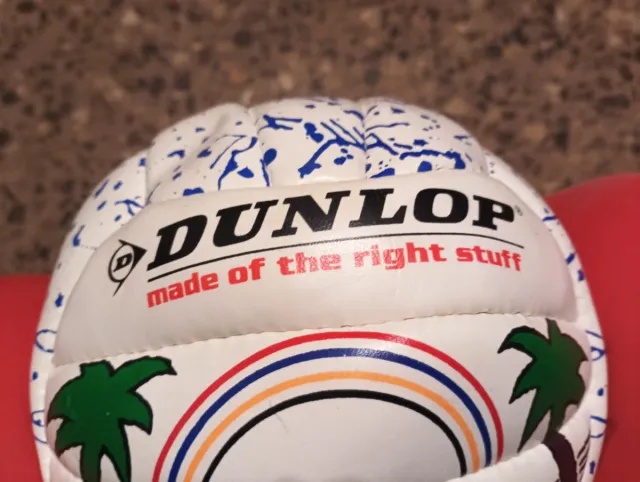 DUNLOP
made of the right stuff